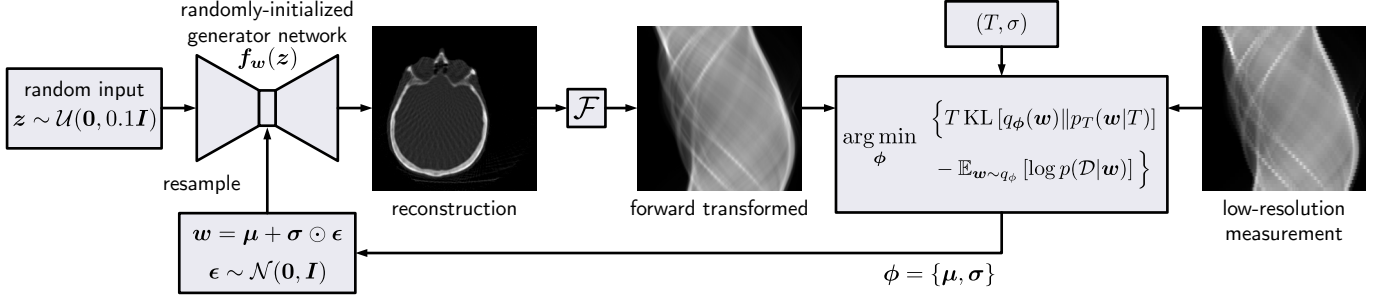 randomly-initialized
generator network
f_w(z)
random input
z ∼ U(0, 0.1I)
resample
w = μ + σ ⊙ ϵ
ϵ ∼ N(0, I)
reconstruction
F
forward transformed
(T, σ)
arg min ϕ {T KL [q_ϕ(w)∥p_T(w|T)]
− E_{w∼q_ϕ} [log p(D|w)]}
ϕ = {μ, σ}
low-resolution
measurement